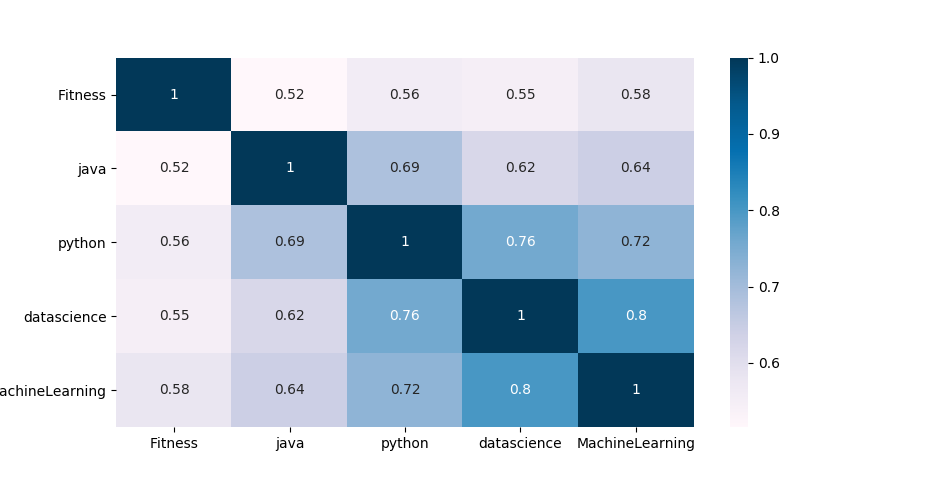 Fitness 1 0.52 0.56 0.55 0.58
java 0.52 1 0.69 0.62 0.64
python 0.56 0.69 1 0.76 0.72
datascience 0.55 0.62 0.76 1 0.8
achineLearning 0.58 0.64 0.72 0.8 1
Fitness java python datascience MachineLearning
1.0
0.9
0.8
0.7
0.6